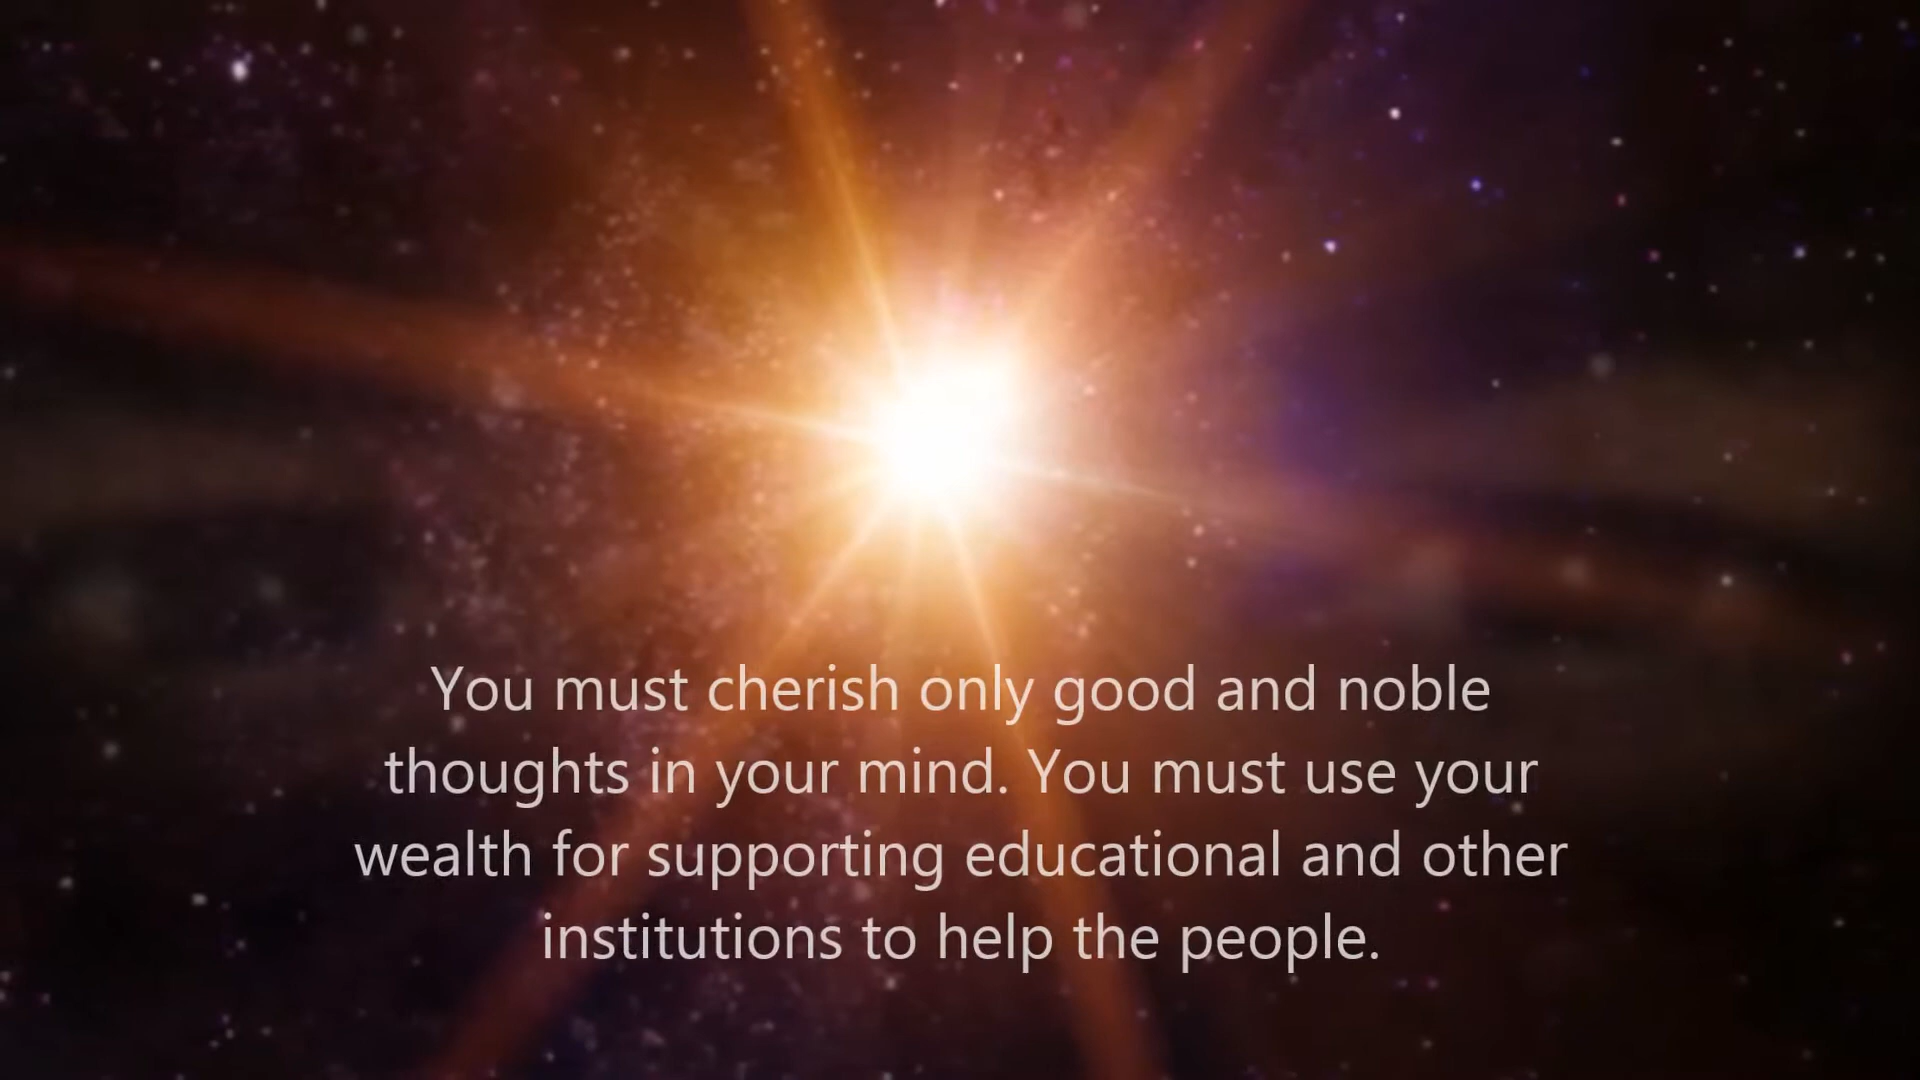 You must cherish only good and noble
thoughts in your mind. You must use your
wealth for supporting educational and other
institutions to help the people.